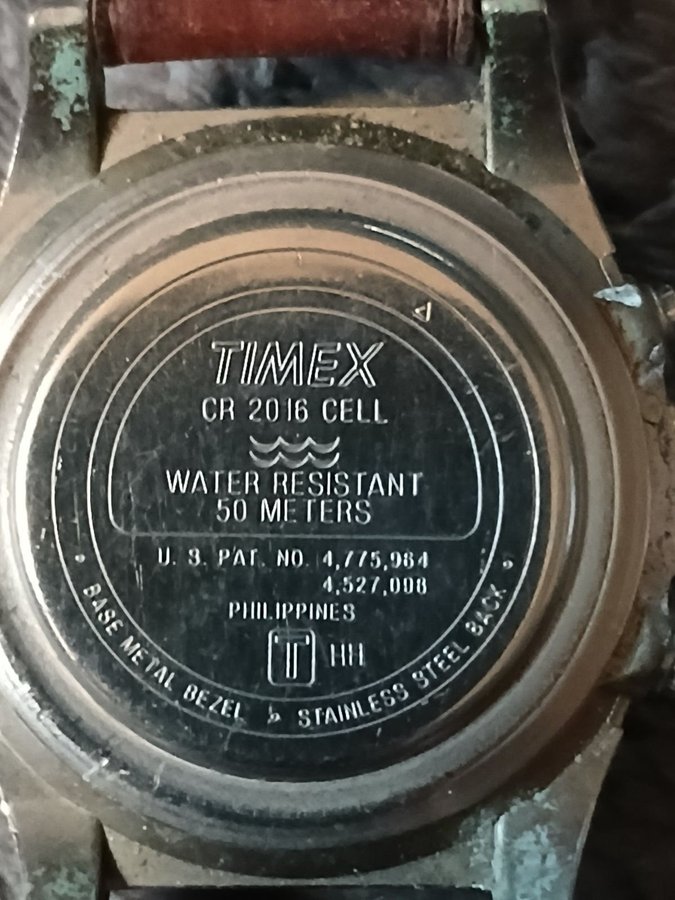 TIMEX
CR 2016 CELL
WATER RESISTANT
50 METERS
U. S. PAT. NO. 4,775,964
4,527,098
PHILIPPINES
T HH
BASE METAL BEZEL
STAINLESS STEEL BACK